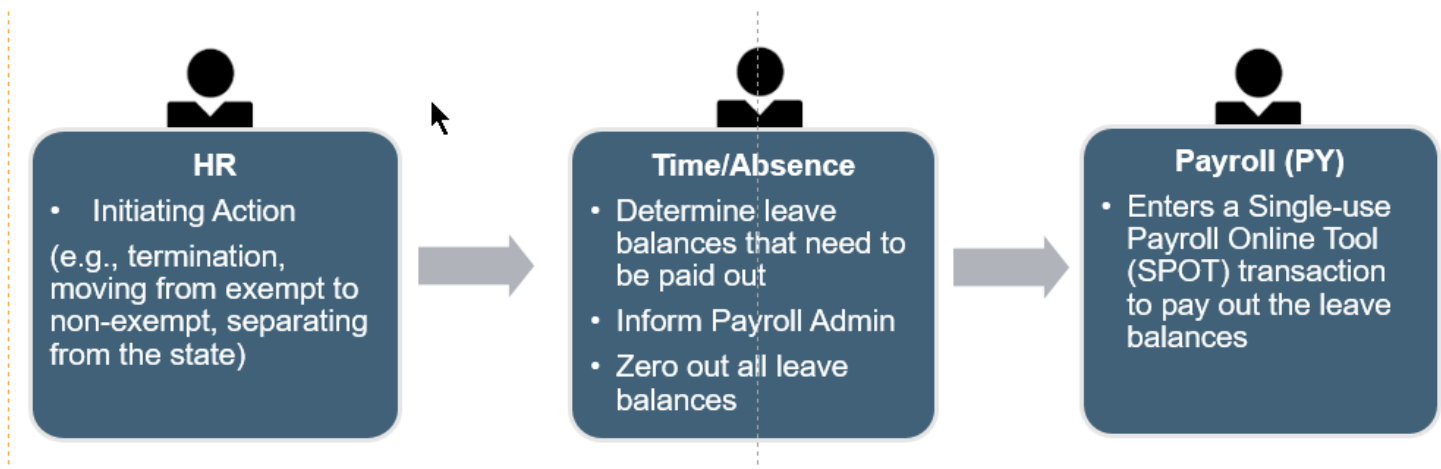 HR
• Initiating Action
(e.g., termination,
moving from exempt to
non-exempt, separating
from the state)
Time/Absence
• Determine leave
balances that need to
be paid out
• Inform Payroll Admin
• Zero out all leave
balances
Payroll (PY)
• Enters a Single-use
Payroll Online Tool
(SPOT) transaction
to pay out the leave
balances